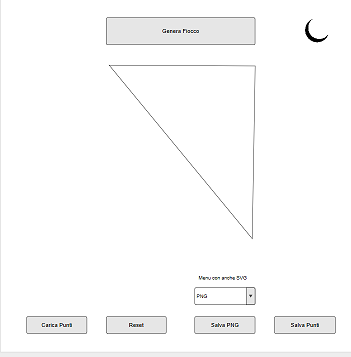 Genera Fiocco
Menu con anche SVG
PNG
Carica Punti
Reset
Salva PNG
Salva Punti